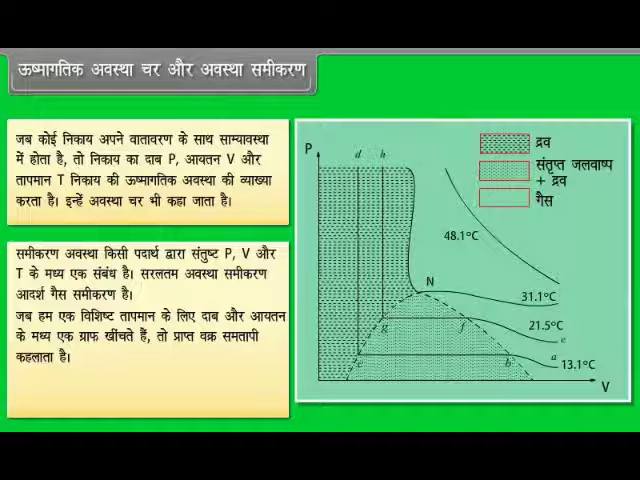 ऊष्मागतिक अवस्था चर और अवस्था समीकरण
जब कोई निकाय अपने वातावरण के साथ साम्यावस्था
में होता है, तो निकाय का दाब P, आयतन V और
तापमान T निकाय की ऊष्मागतिक अवस्था की व्याख्या
करता है। इन्हें अवस्था चर भी कहा जाता है।
समीकरण अवस्था किसी पदार्थ द्वारा संतुष्ट P, V और
T के मध्य एक संबंध है। सरलतम अवस्था समीकरण
आदर्श गैस समीकरण है।
जब हम एक विशिष्ट तापमान के लिए दाब और आयतन
के मध्य एक ग्राफ खींचते हैं, तो प्राप्त वक्र समतापी
कहलाता है।
P
d h
द्रव
संतृप्त जलवाष्प
+ द्रव
गैस
48.1°C
N
31.1°C
g f
21.5°C
e
c b
a
13.1°C
V